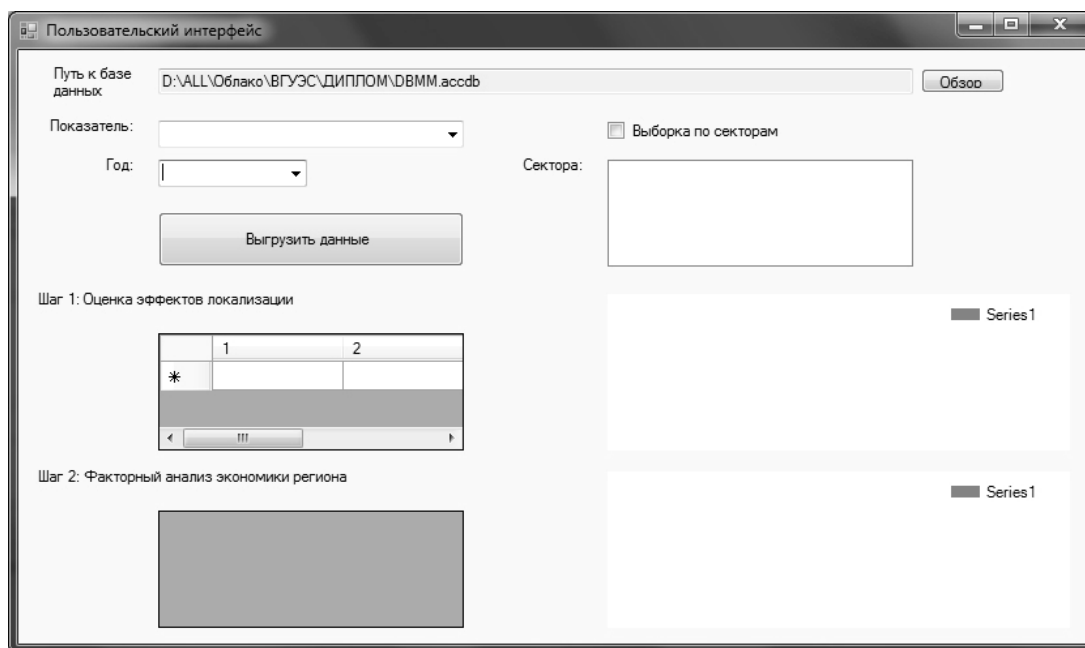 Пользовательский интерфейс
Путь к базе
данных
D:\ALL\Облако\ВГУЭС\ДИПЛОМ\DBMM.accdb
Обзор
Показатель:
Выборка по секторам
Год:
Сектора:
Выгрузить данные
Шаг 1: Оценка эффектов локализации
Series1
1 2
Шаг 2: Факторный анализ экономики региона
Series1